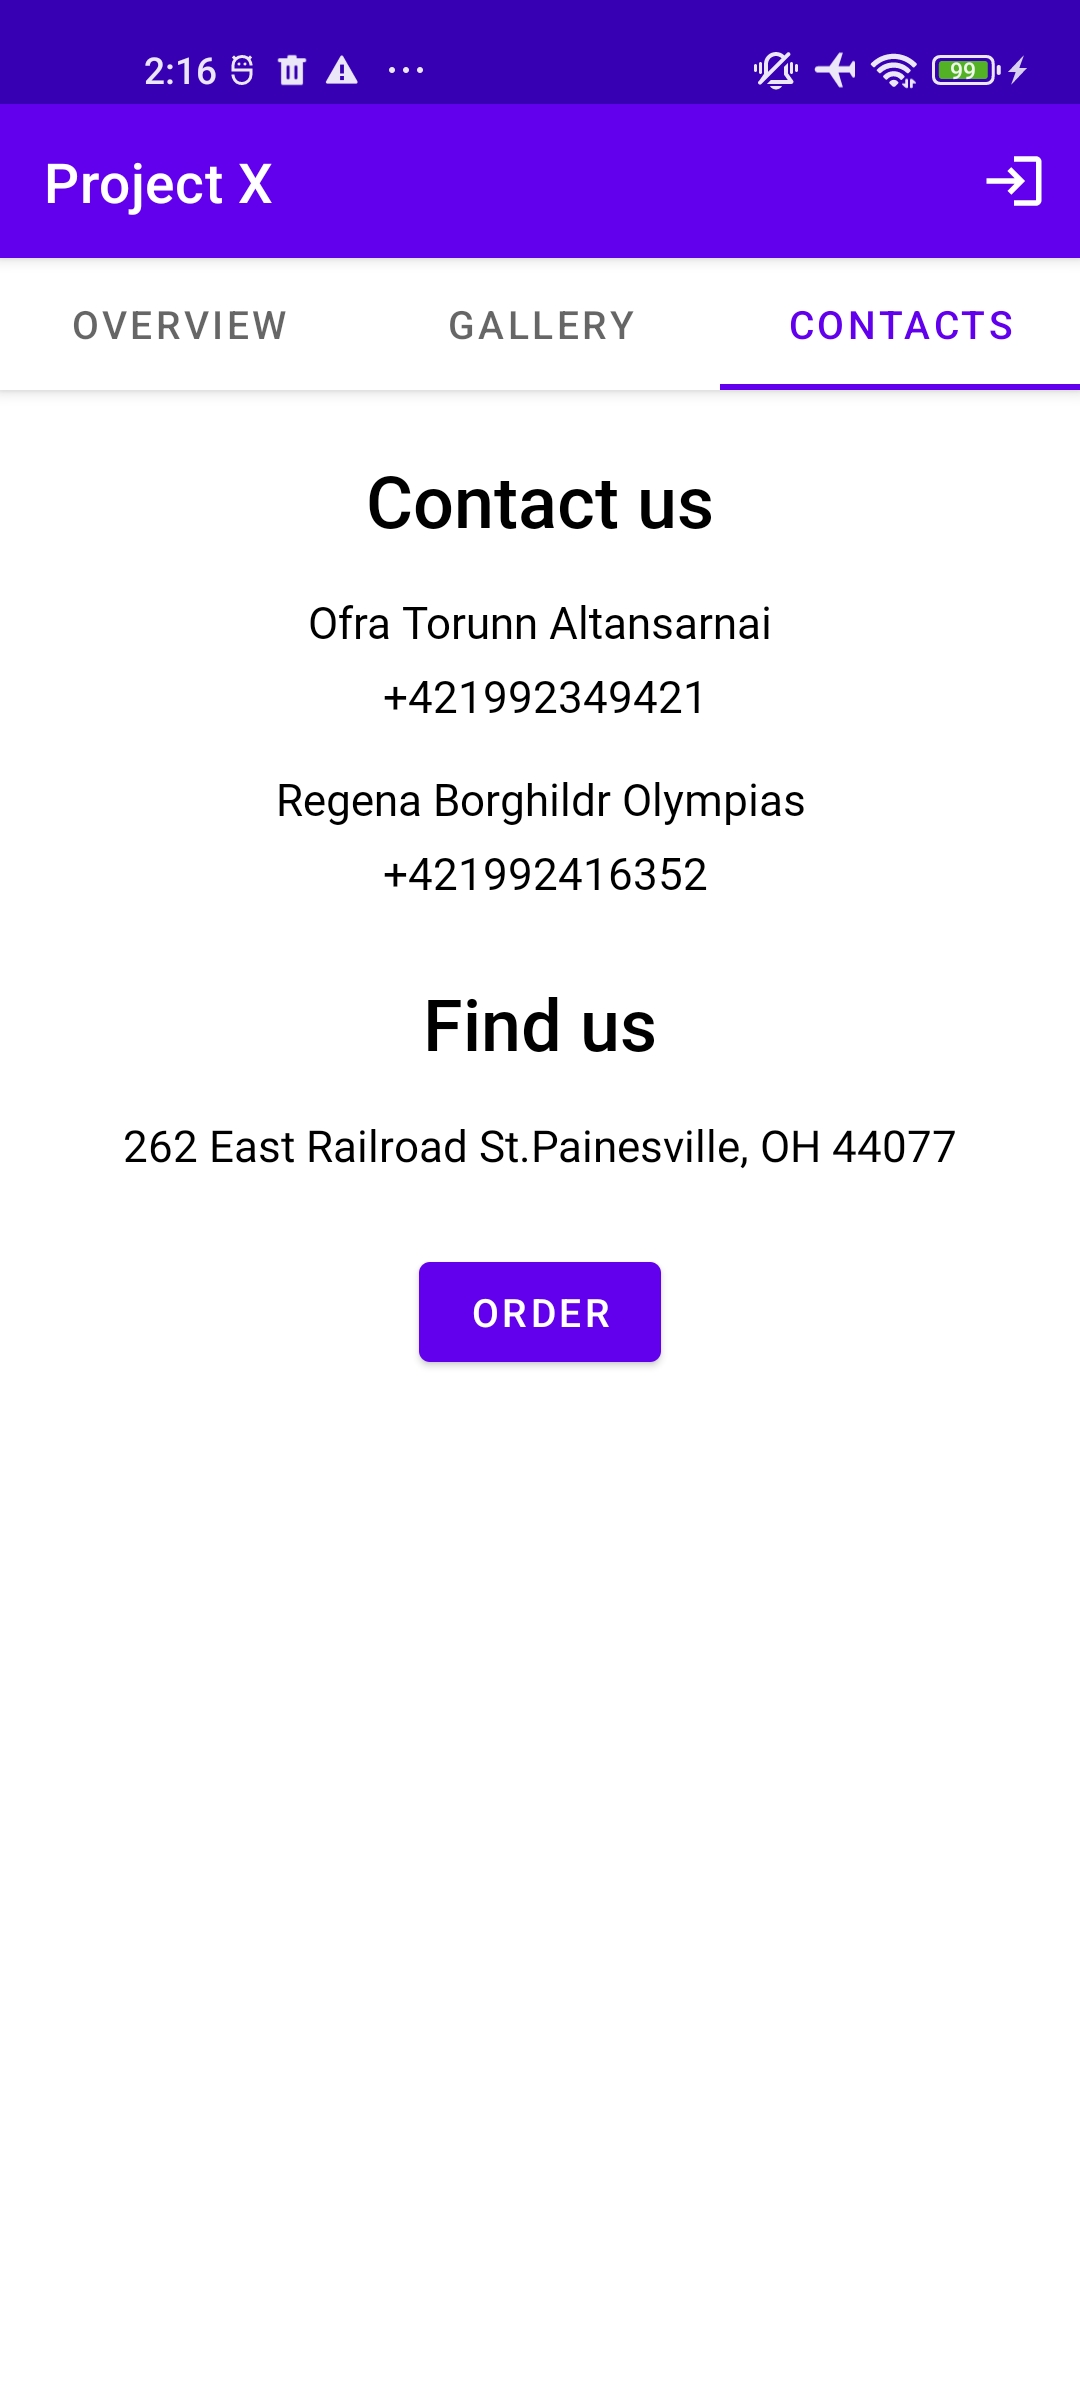 2:16
99
Project X
OVERVIEW GALLERY CONTACTS
Contact us
Ofra Torunn Altansarnai
+421992349421
Regena Borghildr Olympias
+421992416352
Find us
262 East Railroad St.Painesville, OH 44077
ORDER